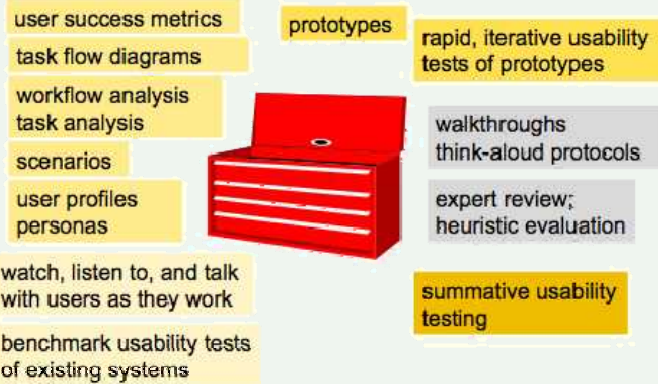 user success metrics
task flow diagrams
workflow analysis
task analysis
scenarios
user profiles
personas
watch, listen to, and talk
with users as they work
benchmark usability tests
of existing systems
prototypes
rapid, iterative usability
tests of prototypes
walkthroughs
think-aloud protocols
expert review;
heuristic evaluation
summative usability
testing